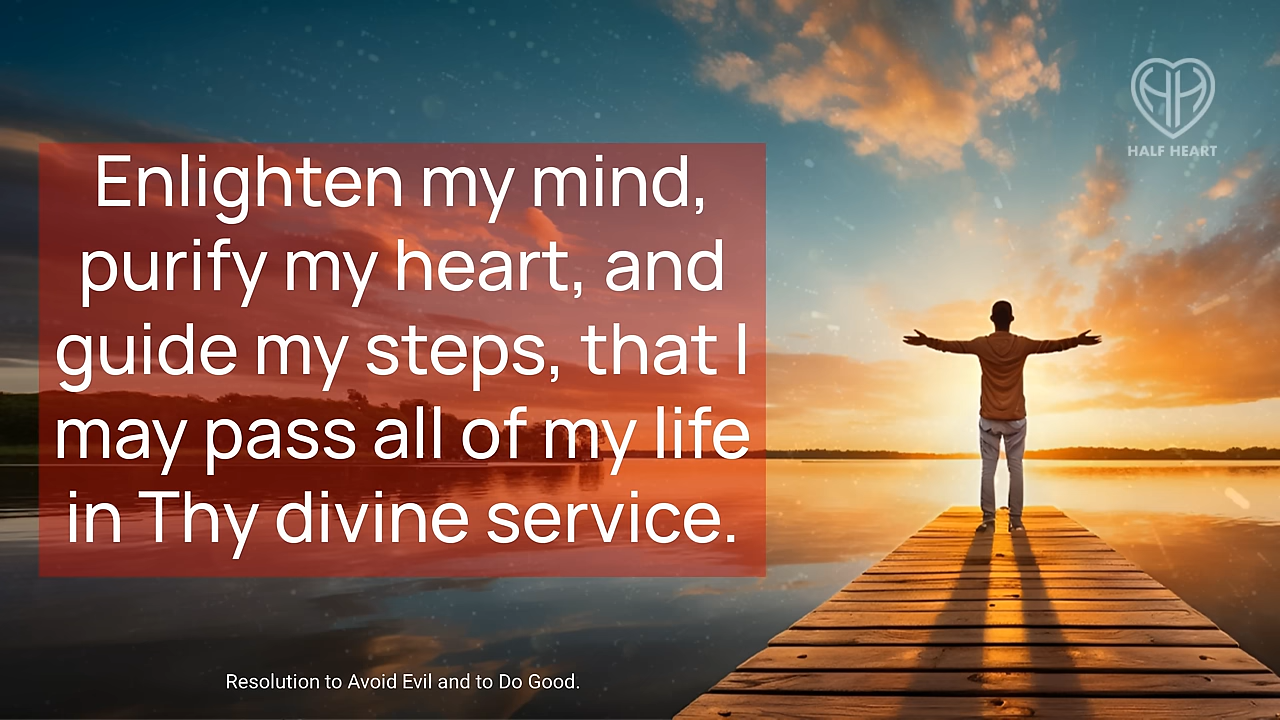 HALF HEART
Enlighten my mind,
purify my heart, and
guide my steps, that I
may pass all of my life
in Thy divine service.
Resolution to Avoid Evil and to Do Good.